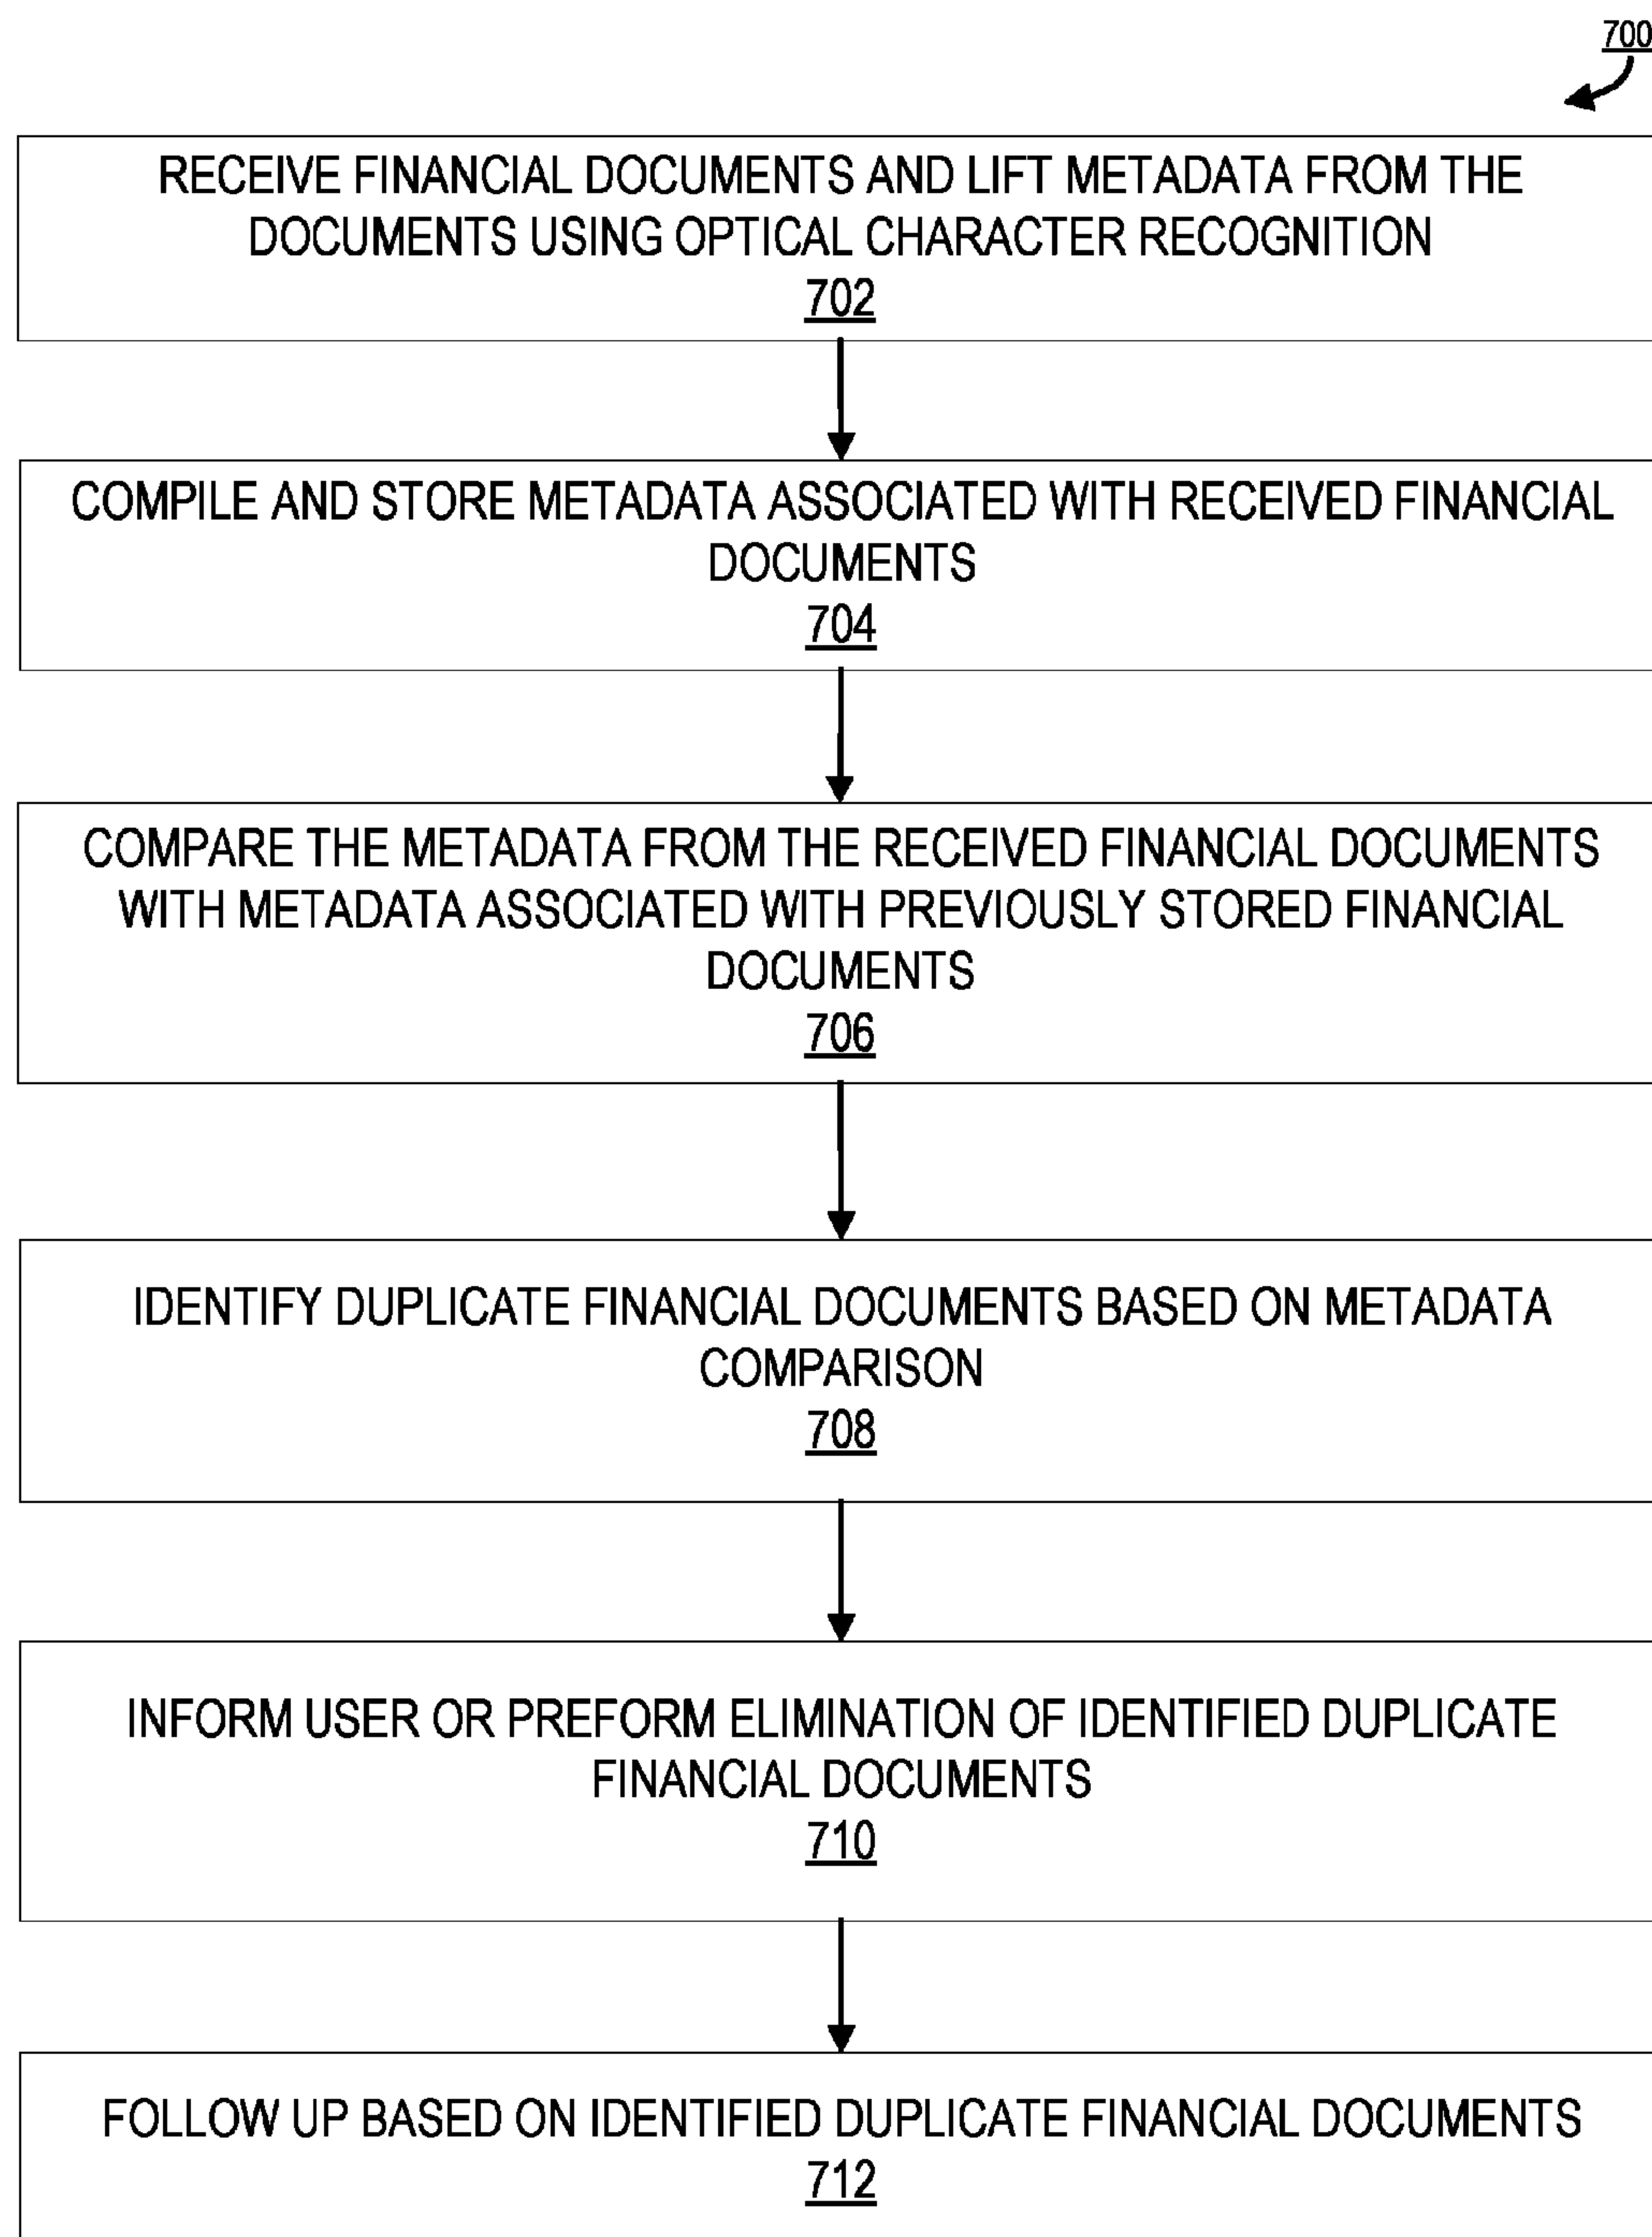 700
RECEIVE FINANCIAL DOCUMENTS AND LIFT METADATA FROM THE
DOCUMENTS USING OPTICAL CHARACTER RECOGNITION
702
COMPILE AND STORE METADATA ASSOCIATED WITH RECEIVED FINANCIAL
DOCUMENTS
704
COMPARE THE METADATA FROM THE RECEIVED FINANCIAL DOCUMENTS
WITH METADATA ASSOCIATED WITH PREVIOUSLY STORED FINANCIAL
DOCUMENTS
706
IDENTIFY DUPLICATE FINANCIAL DOCUMENTS BASED ON METADATA
COMPARISON
708
INFORM USER OR PREFORM ELIMINATION OF IDENTIFIED DUPLICATE
FINANCIAL DOCUMENTS
710
FOLLOW UP BASED ON IDENTIFIED DUPLICATE FINANCIAL DOCUMENTS
712